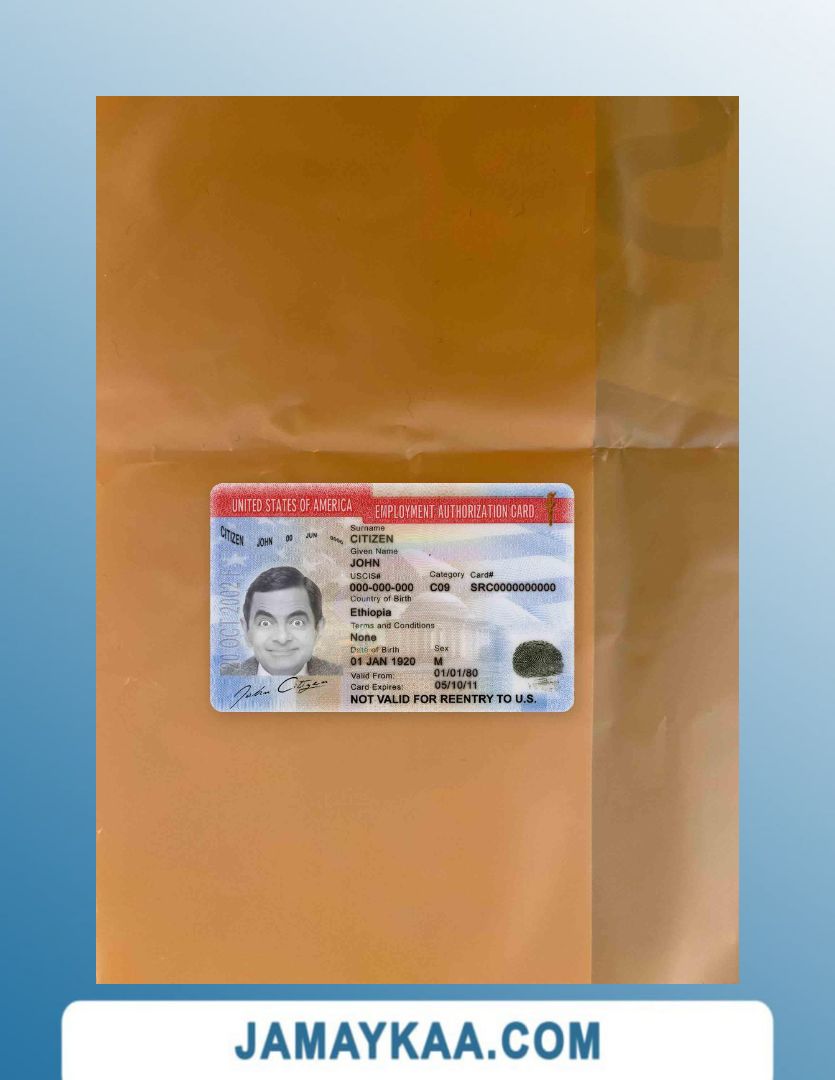 UNITED STATES OF AMERICA EMPLOYMENT AUTHORIZATION CARD
CITIZEN JOHN 00 JUN 0000
Surname
CITIZEN
Given Name
JOHN
USCIS# Category Card#
000-000-000 C09 SRC0000000000
Country of Birth
Ethiopia
Terms and Conditions
None
Date of Birth Sex
01 JAN 1920 M
Valid From: 01/01/80
Card Expires: 05/10/11
NOT VALID FOR REENTRY TO U.S.
20 OCT 2002
John Citizen
JAMAYKAA.COM